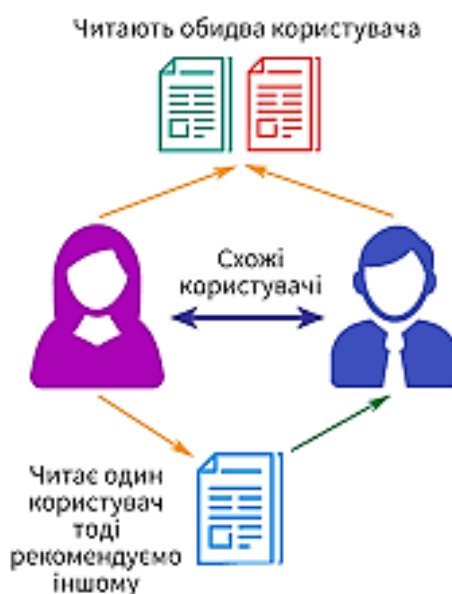 Читають обидва користувача
Схожі
користувачі
Читає один
користувач
тоді
рекомендуємо
іншому